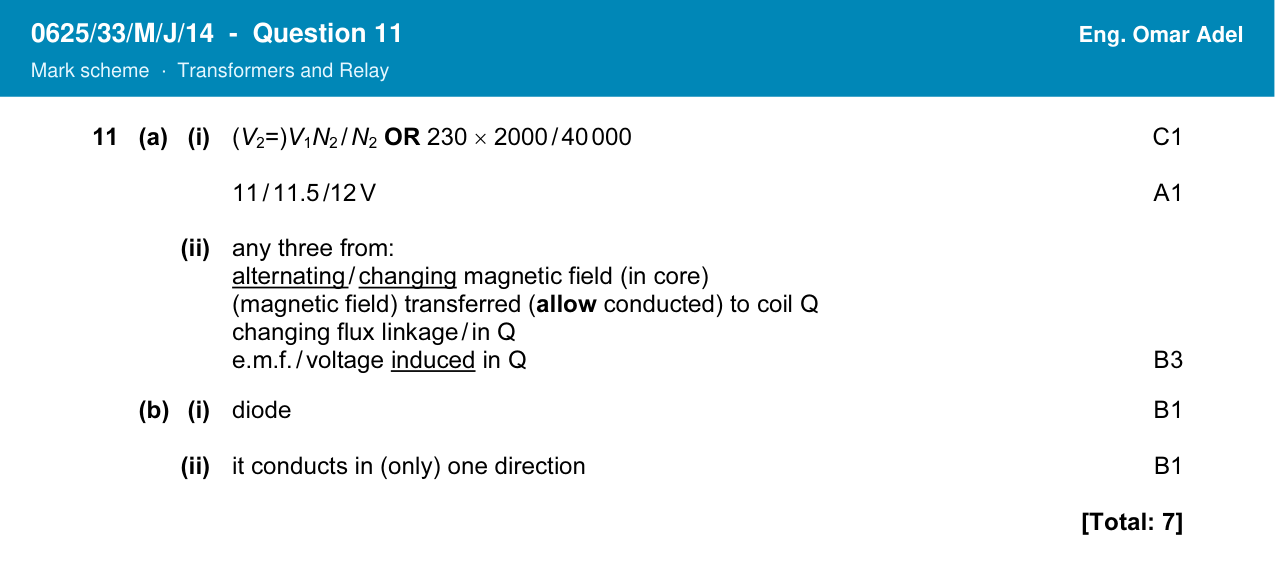 0625/33/M/J/14 - Question 11 Eng. Omar Adel
Mark scheme · Transformers and Relay
11 (a) (i) (V₂=)V₁N₂/N₂ OR 230 × 2000/40 000 C1
11/11.5/12 V A1
(ii) any three from:
alternating/changing magnetic field (in core)
(magnetic field) transferred (allow conducted) to coil Q
changing flux linkage/in Q
e.m.f./voltage induced in Q B3
(b) (i) diode B1
(ii) it conducts in (only) one direction B1
[Total: 7]